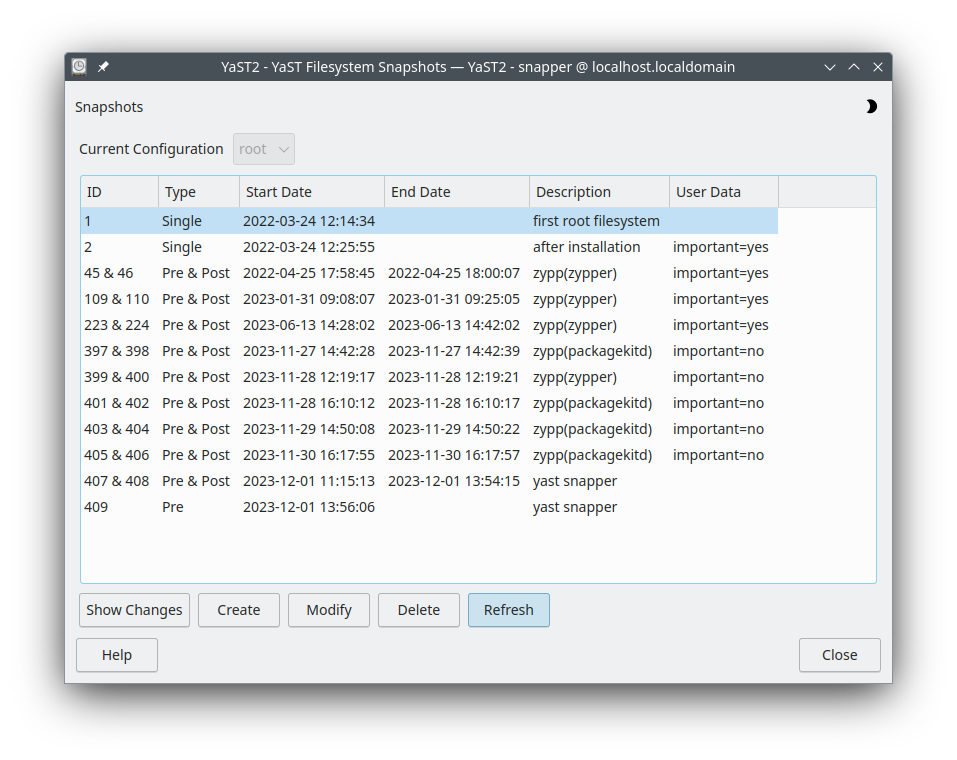 YaST2 - YaST Filesystem Snapshots — YaST2 - snapper @ localhost.localdomain
Snapshots
Current Configuration root
ID Type Start Date End Date Description User Data
1 Single 2022-03-24 12:14:34 first root filesystem
2 Single 2022-03-24 12:25:55 after installation important=yes
45 & 46 Pre & Post 2022-04-25 17:58:45 2022-04-25 18:00:07 zypp(zypper) important=yes
109 & 110 Pre & Post 2023-01-31 09:08:07 2023-01-31 09:25:05 zypp(zypper) important=yes
223 & 224 Pre & Post 2023-06-13 14:28:02 2023-06-13 14:42:02 zypp(zypper) important=yes
397 & 398 Pre & Post 2023-11-27 14:42:28 2023-11-27 14:42:39 zypp(packagekitd) important=no
399 & 400 Pre & Post 2023-11-28 12:19:17 2023-11-28 12:19:21 zypp(zypper) important=no
401 & 402 Pre & Post 2023-11-28 16:10:12 2023-11-28 16:10:17 zypp(packagekitd) important=no
403 & 404 Pre & Post 2023-11-29 14:50:08 2023-11-29 14:50:22 zypp(packagekitd) important=no
405 & 406 Pre & Post 2023-11-30 16:17:55 2023-11-30 16:17:57 zypp(packagekitd) important=no
407 & 408 Pre & Post 2023-12-01 11:15:13 2023-12-01 13:54:15 yast snapper
409 Pre 2023-12-01 13:56:06 yast snapper
Show Changes Create Modify Delete Refresh
Help Close